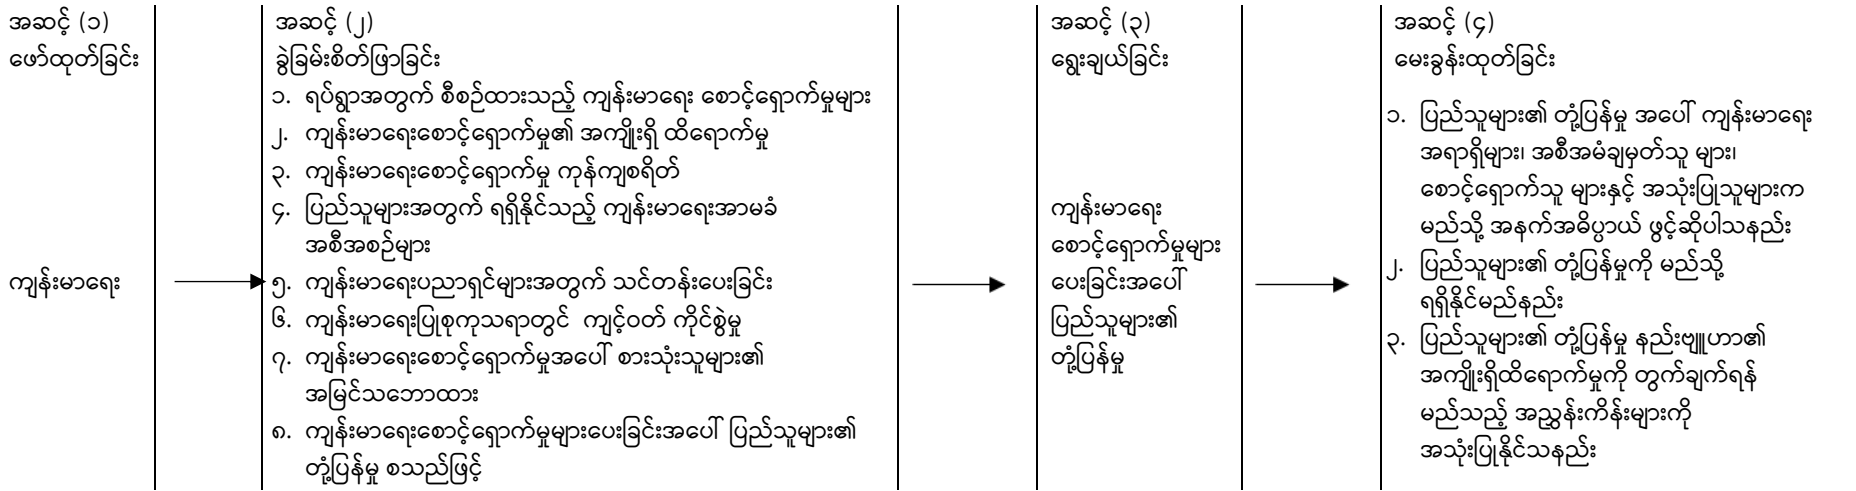 အဆင့် (၁)
ဖော်ထုတ်ခြင်း
ကျန်းမာရေး
အဆင့် (၂)
ခွဲခြမ်းစိတ်ဖြာခြင်း
၁. ရပ်ရွာအတွက် စီစဉ်ထားသည့် ကျန်းမာရေး စောင့်ရှောက်မှုများ
၂. ကျန်းမာရေးစောင့်ရှောက်မှု၏ အကျိုးရှိ ထိရောက်မှု
၃. ကျန်းမာရေးစောင့်ရှောက်မှု ကုန်ကျစရိတ်
၄. ပြည်သူများအတွက် ရရှိနိုင်သည့် ကျန်းမာရေးအာမခံ
အစီအစဉ်များ
၅. ကျန်းမာရေးပညာရှင်များအတွက် သင်တန်းပေးခြင်း
၆. ကျန်းမာရေးပြုစုကုသရာတွင် ကျင့်ဝတ် ကိုင်စွဲမှု
၇. ကျန်းမာရေးစောင့်ရှောက်မှုအပေါ် စားသုံးသူများ၏
အမြင်သဘောထား
၈. ကျန်းမာရေးစောင့်ရှောက်မှုများပေးခြင်းအပေါ် ပြည်သူများ၏
တုံ့ပြန်မှု စသည်ဖြင့်
အဆင့် (၃)
ရွေးချယ်ခြင်း
ကျန်းမာရေး
စောင့်ရှောက်မှုများ
ပေးခြင်းအပေါ်
ပြည်သူများ၏
တုံ့ပြန်မှု
အဆင့် (၄)
မေးခွန်းထုတ်ခြင်း
၁. ပြည်သူများ၏ တုံ့ပြန်မှု အပေါ် ကျန်းမာရေး
အရာရှိများ၊ အစီအမံချမှတ်သူ များ၊
စောင့်ရှောက်သူ များနှင့် အသုံးပြုသူများက
မည်သို့ အနက်အဓိပ္ပာယ် ဖွင့်ဆိုပါသနည်း
၂. ပြည်သူများ၏ တုံ့ပြန်မှုကို မည်သို့
ရရှိနိုင်မည်နည်း
၃. ပြည်သူများ၏ တုံ့ပြန်မှု နည်းဗျူဟာ၏
အကျိုးရှိထိရောက်မှုကို တွက်ချက်ရန်
မည်သည့် အညွှန်းကိန်းများကို
အသုံးပြုနိုင်သနည်း